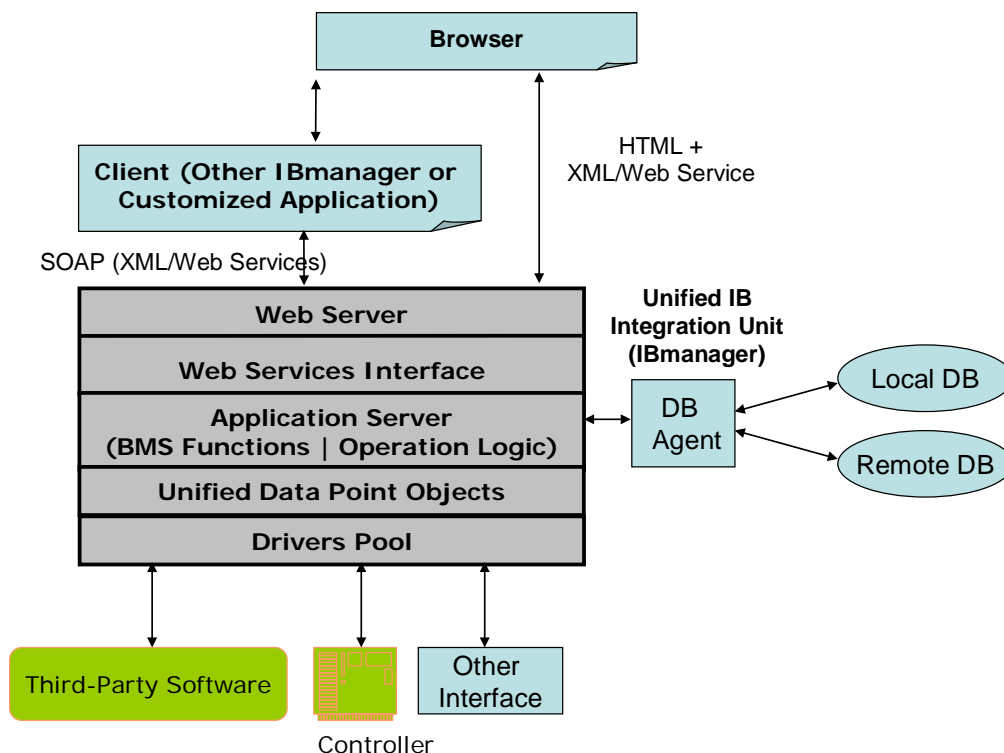 Browser
HTML +
XML/Web Service
Client (Other IBmanager or
Customized Application)
SOAP (XML/Web Services)
Web Server
Web Services Interface
Application Server
(BMS Functions | Operation Logic)
Unified Data Point Objects
Drivers Pool
Unified IB
Integration Unit
(IBmanager)
DB
Agent
Local DB
Remote DB
Third-Party Software
Controller
Other
Interface